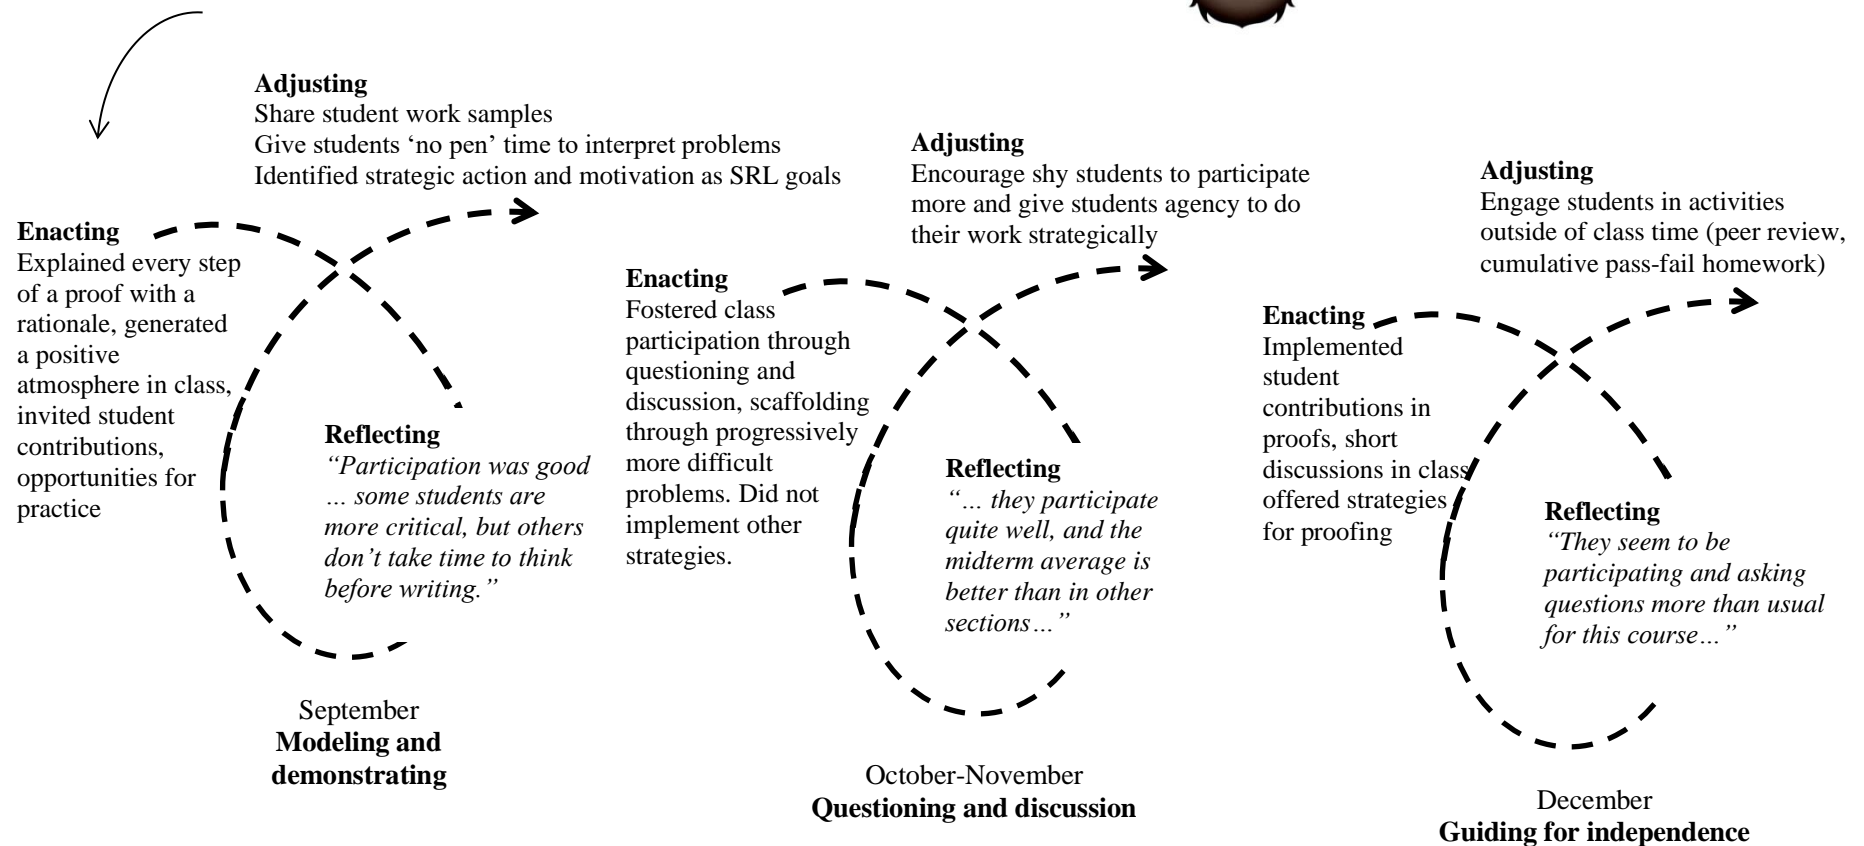 Adjusting
Share student work samples
Give students ‘no pen’ time to interpret problems
Identified strategic action and motivation as SRL goals
Enacting
Explained every step
of a proof with a
rationale, generated
a positive
atmosphere in class,
invited student
contributions,
opportunities for
practice
Reflecting
“Participation was good
… some students are
more critical, but others
don’t take time to think
before writing.”
September
Modeling and
demonstrating
Adjusting
Encourage shy students to participate
more and give students agency to do
their work strategically
Enacting
Fostered class
participation through
questioning and
discussion, scaffolding
through progressively
more difficult
problems. Did not
implement other
strategies.
Reflecting
“… they participate
quite well, and the
midterm average is
better than in other
sections…”
October-November
Questioning and discussion
Adjusting
Engage students in activities
outside of class time (peer review,
cumulative pass-fail homework)
Enacting
Implemented
student
contributions in
proofs, short
discussions in class
offered strategies
for proofing
Reflecting
“They seem to be
participating and asking
questions more than usual
for this course…”
December
Guiding for independence